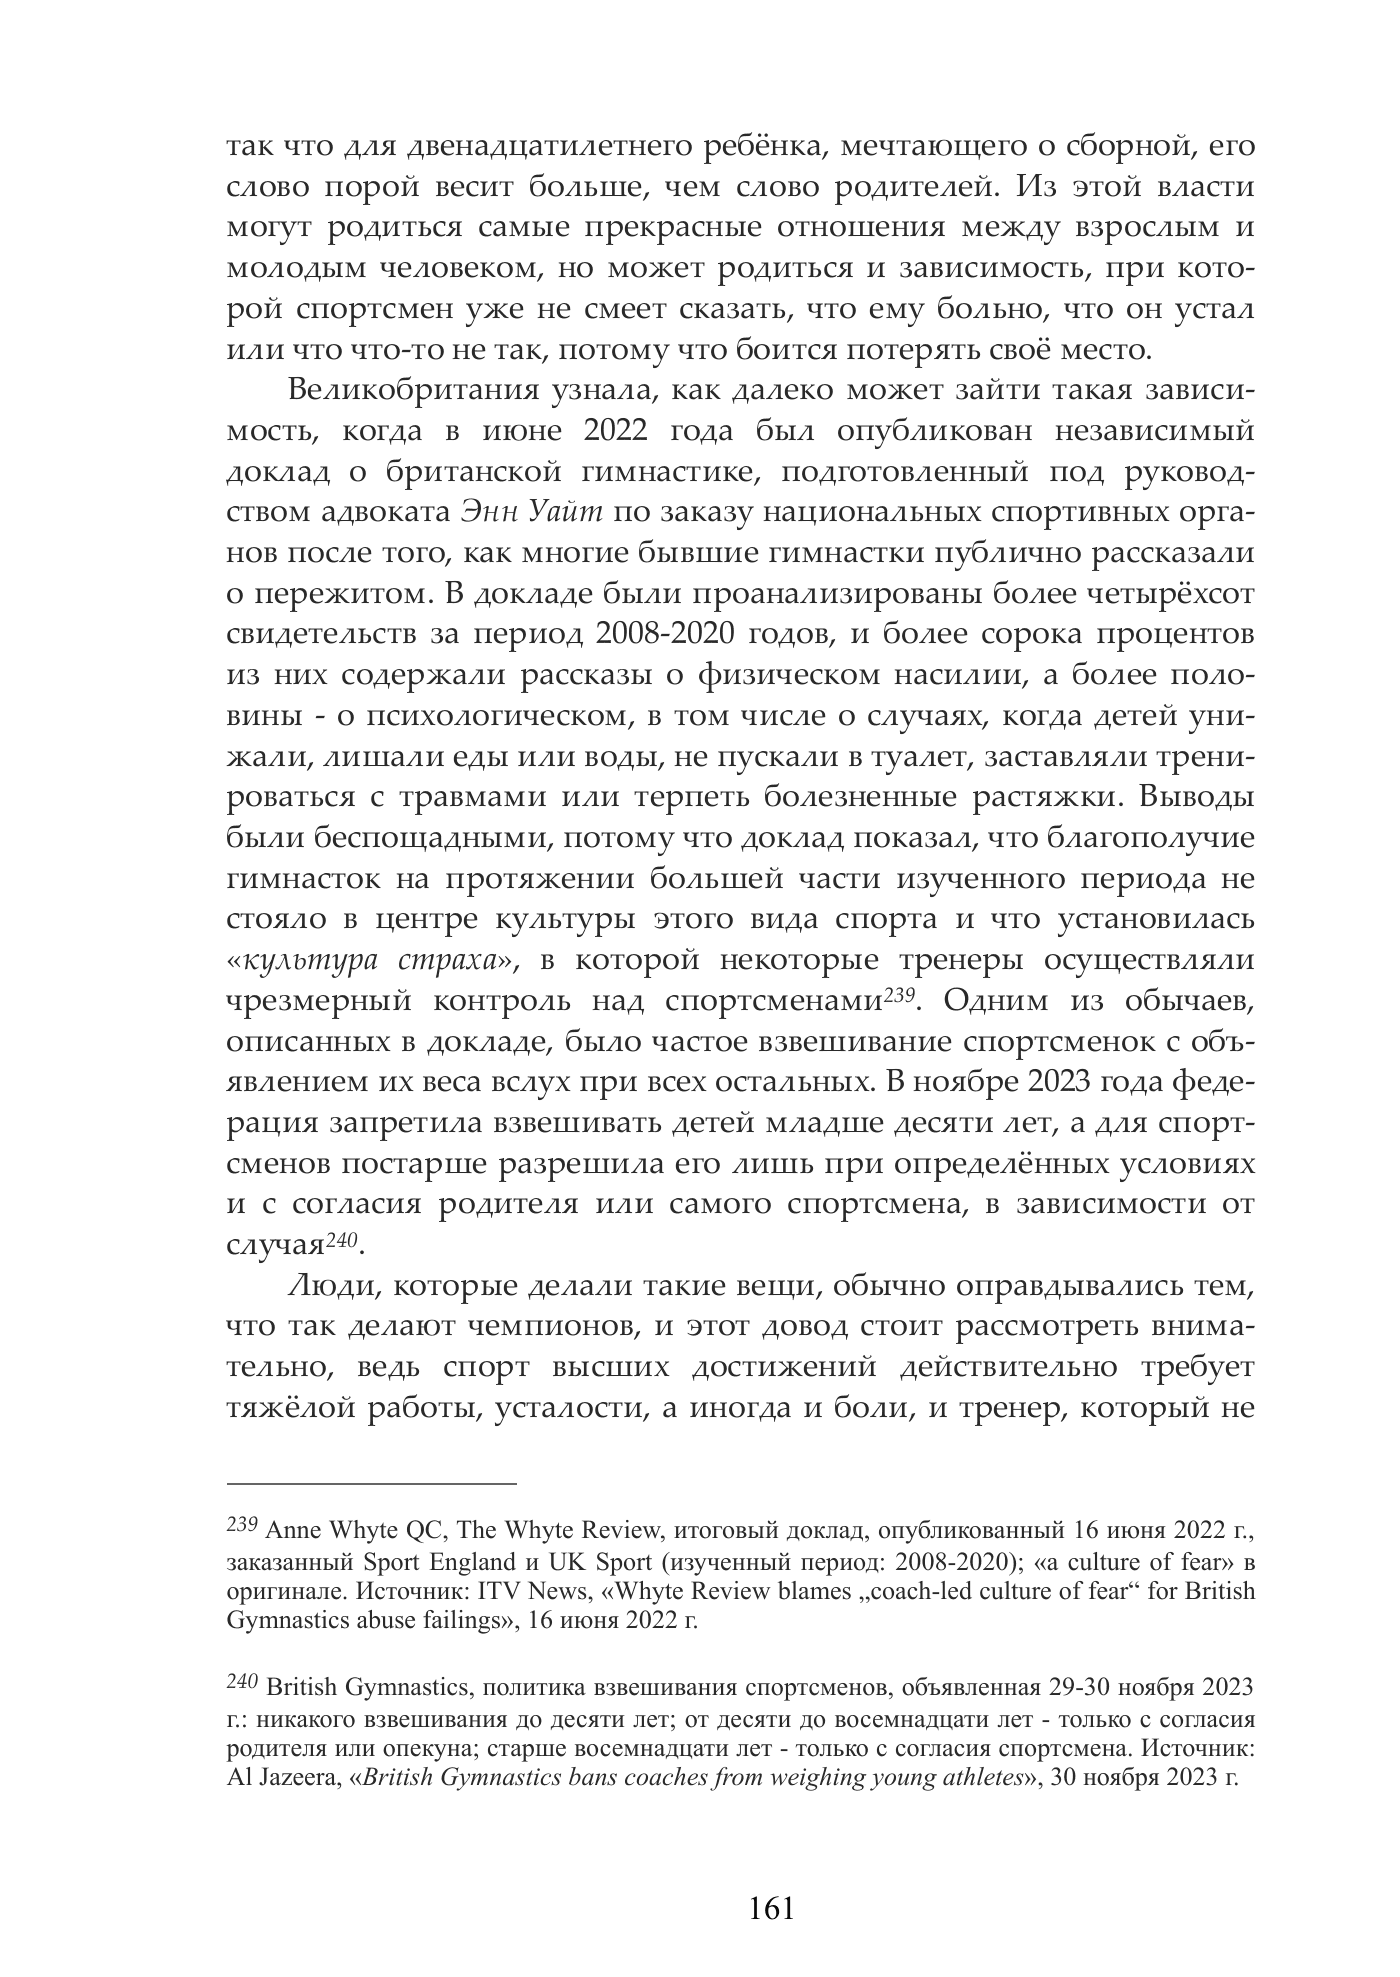 так что для двенадцатилетнего ребёнка, мечтающего о сборной, его
слово порой весит больше, чем слово родителей. Из этой власти
могут родиться самые прекрасные отношения между взрослым и
молодым человеком, но может родиться и зависимость, при кото-
рой спортсмен уже не смеет сказать, что ему больно, что он устал
или что что-то не так, потому что боится потерять своё место.
Великобритания узнала, как далеко может зайти такая зависи-
мость, когда в июне 2022 года был опубликован независимый
доклад о британской гимнастике, подготовленный под руковод-
ством адвоката Энн Уайт по заказу национальных спортивных орга-
нов после того, как многие бывшие гимнастки публично рассказали
о пережитом. В докладе были проанализированы более четырёхсот
свидетельств за период 2008-2020 годов, и более сорока процентов
из них содержали рассказы о физическом насилии, а более поло-
вины - о психологическом, в том числе о случаях, когда детей уни-
жали, лишали еды или воды, не пускали в туалет, заставляли трени-
роваться с травмами или терпеть болезненные растяжки. Выводы
были беспощадными, потому что доклад показал, что благополучие
гимнасток на протяжении большей части изученного периода не
стояло в центре культуры этого вида спорта и что установилась
«культура страха», в которой некоторые тренеры осуществляли
чрезмерный контроль над спортсменами239. Одним из обычаев,
описанных в докладе, было частое взвешивание спортсменок с объ-
явлением их веса вслух при всех остальных. В ноябре 2023 года феде-
рация запретила взвешивать детей младше десяти лет, а для спорт-
сменов постарше разрешила его лишь при определённых условиях
и с согласия родителя или самого спортсмена, в зависимости от
случая240.
Люди, которые делали такие вещи, обычно оправдывались тем,
что так делают чемпионов, и этот довод стоит рассмотреть внима-
тельно, ведь спорт высших достижений действительно требует
тяжёлой работы, усталости, а иногда и боли, и тренер, который не
239 Anne Whyte QC, The Whyte Review, итоговый доклад, опубликованный 16 июня 2022 г.,
заказанный Sport England и UK Sport (изученный период: 2008-2020); «a culture of fear» в
оригинале. Источник: ITV News, «Whyte Review blames „coach-led culture of fear“ for British
Gymnastics abuse failings», 16 июня 2022 г.
240 British Gymnastics, политика взвешивания спортсменов, объявленная 29-30 ноября 2023
г.: никакого взвешивания до десяти лет; от десяти до восемнадцати лет - только с согласия
родителя или опекуна; старше восемнадцати лет - только с согласия спортсмена. Источник:
Al Jazeera, «British Gymnastics bans coaches from weighing young athletes», 30 ноября 2023 г.
161